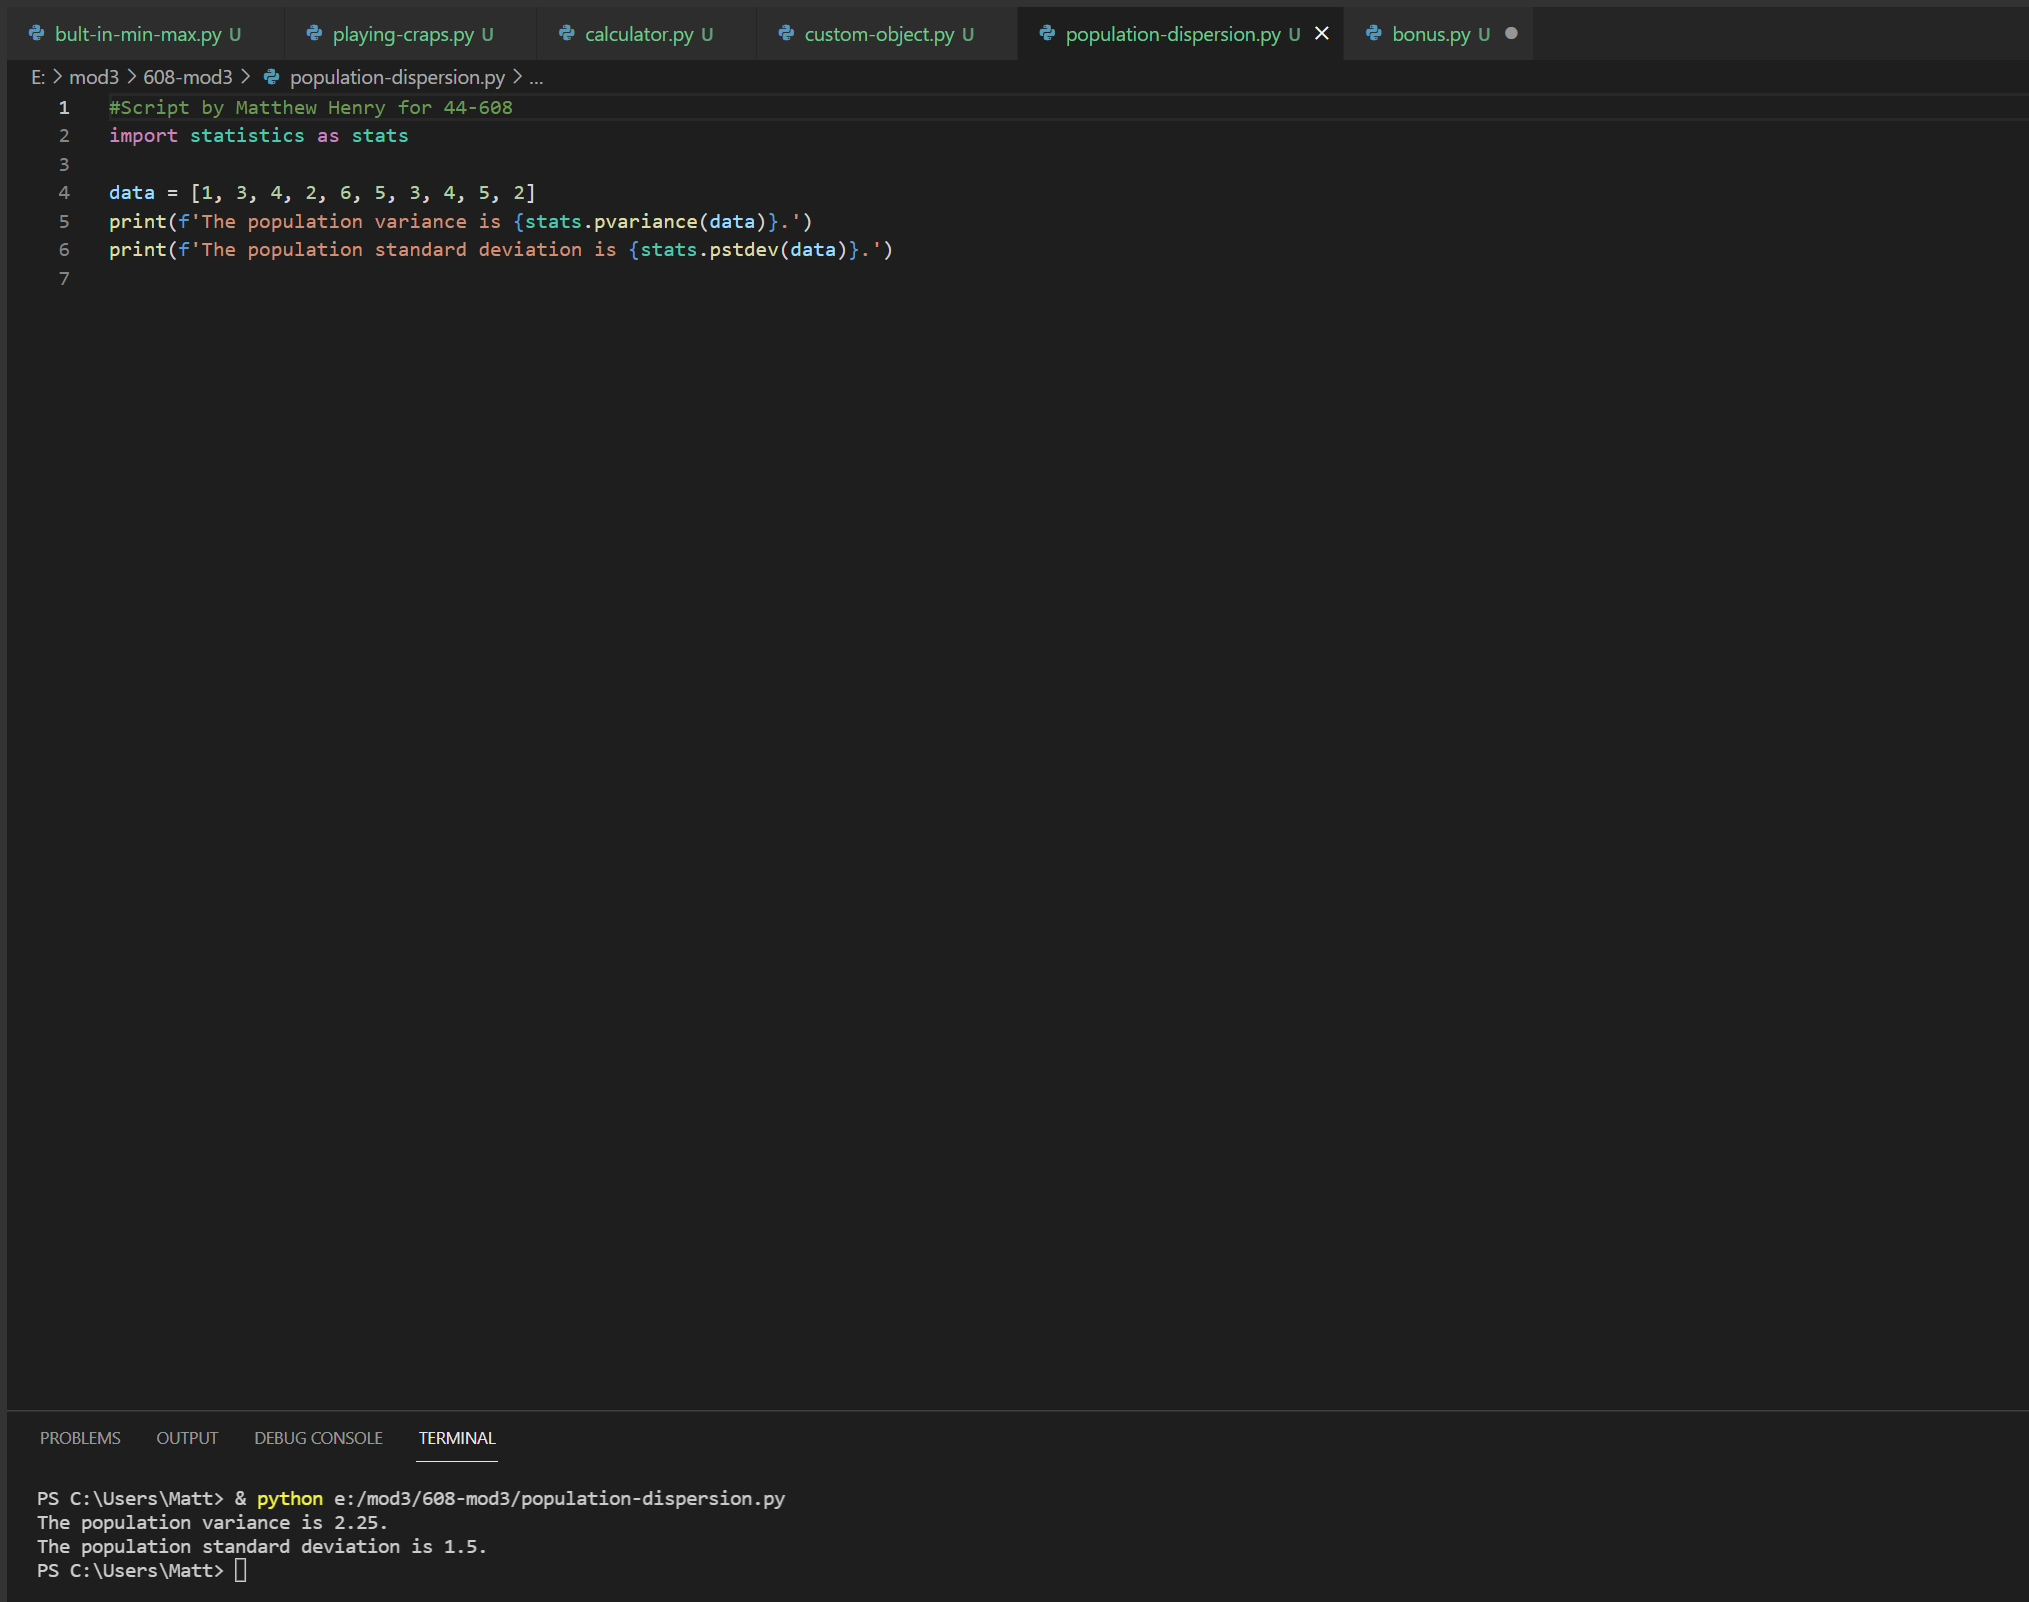 bult-in-min-max.py U playing-craps.py U calculator.py U custom-object.py U population-dispersion.py U bonus.py U
E: > mod3 > 608-mod3 > population-dispersion.py > ...
1 #Script by Matthew Henry for 44-608
2 import statistics as stats
3
4 data = [1, 3, 4, 2, 6, 5, 3, 4, 5, 2]
5 print(f'The population variance is {stats.pvariance(data)}.')
6 print(f'The population standard deviation is {stats.pstdev(data)}.')
7
PROBLEMS OUTPUT DEBUG CONSOLE TERMINAL
PS C:\Users\Matt> & python e:/mod3/608-mod3/population-dispersion.py
The population variance is 2.25.
The population standard deviation is 1.5.
PS C:\Users\Matt>